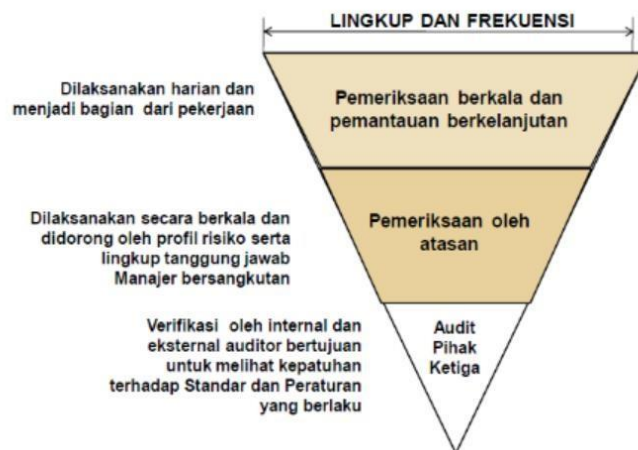 LINGKUP DAN FREKUENSI
Dilaksanakan harian dan
menjadi bagian dari pekerjaan
Pemeriksaan berkala dan
pemantauan berkelanjutan
Dilaksanakan secara berkala dan
didorong oleh profil risiko serta
lingkup tanggung jawab
Manajer bersangkutan
Pemeriksaan oleh
atasan
Verifikasi oleh internal dan
eksternal auditor bertujuan
untuk melihat kepatuhan
terhadap Standar dan Peraturan
yang berlaku
Audit
Pihak
Ketiga